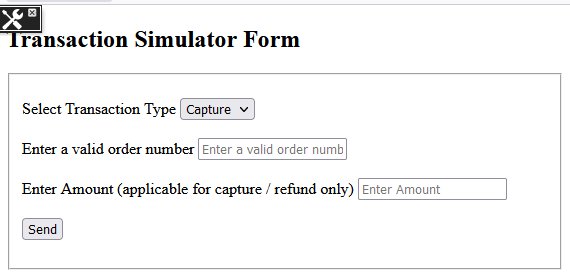 Transaction Simulator Form
Select Transaction Type Capture
Enter a valid order number Enter a valid order numb
Enter Amount (applicable for capture / refund only) Enter Amount
Send